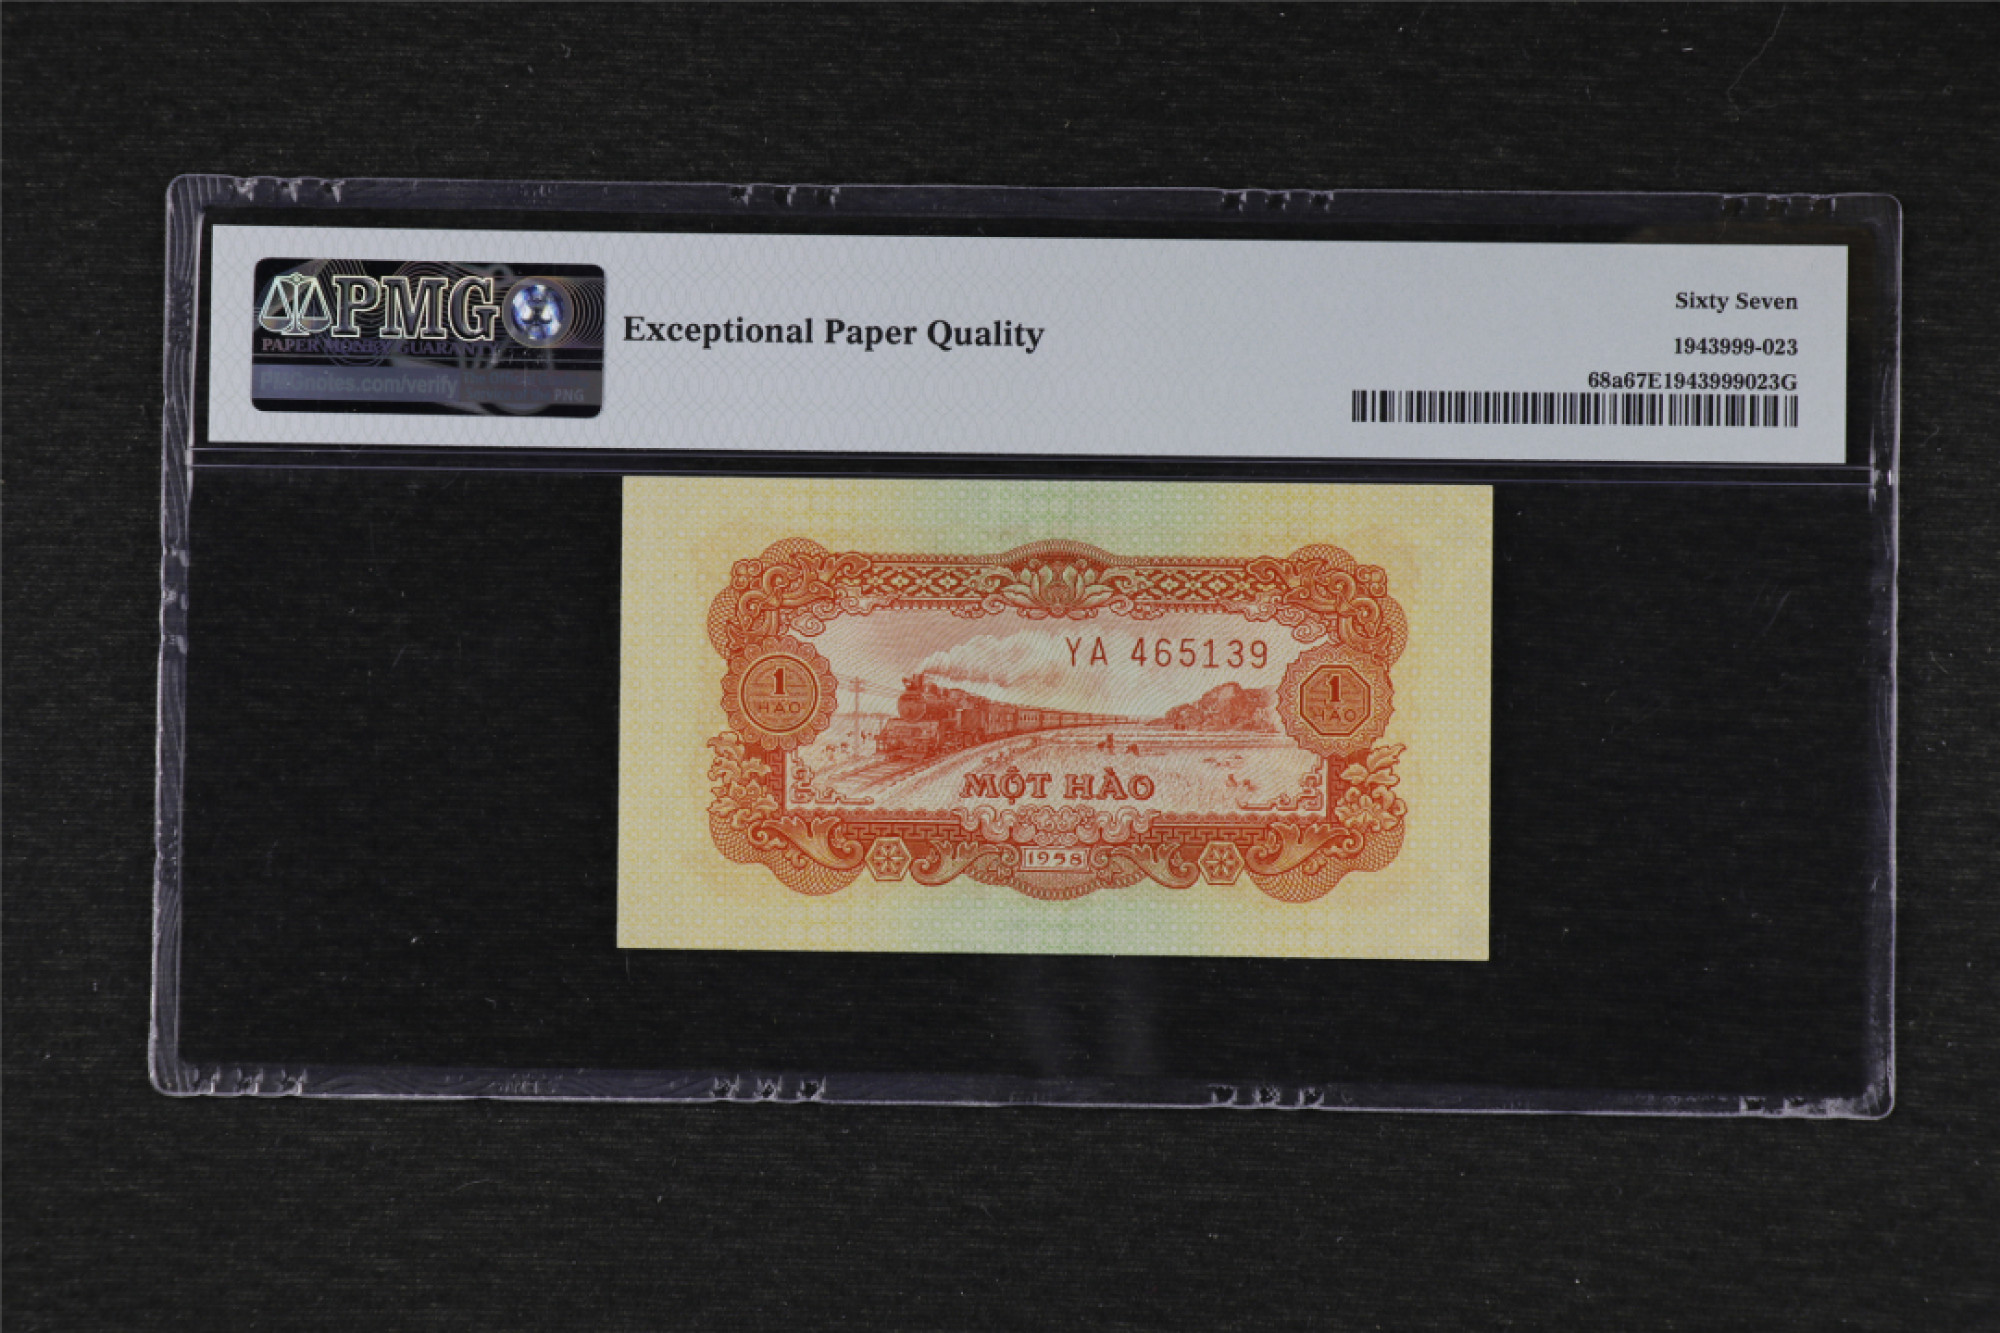 PMG
PAPER MONEY GUARANTY
PMGnotes.com/verify
PNG
Exceptional Paper Quality
Sixty Seven
1943999-023
68a67E1943999023G
YA 465139
1
HÀO
1
HÀO
MỘT HÀO
1958